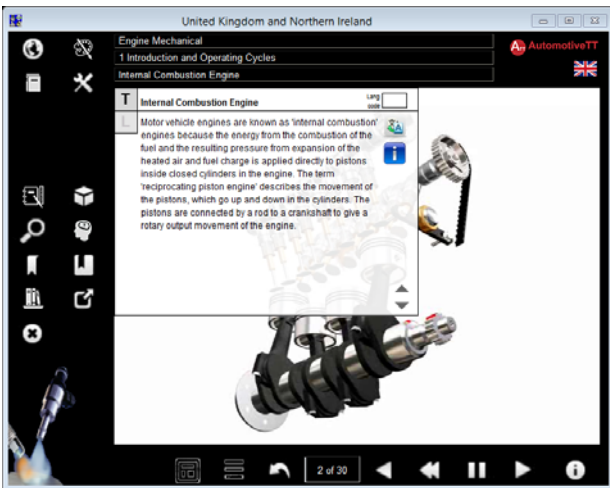 United Kingdom and Northern Ireland
Engine Mechanical
1 Introduction and Operating Cycles
Internal Combustion Engine
AutomotiveTT
T
Internal Combustion Engine
Lang
code
L
Motor vehicle engines are known as 'internal combustion'
engines because the energy from the combustion of the
fuel and the resulting pressure from expansion of the
heated air and fuel charge is applied directly to pistons
inside closed cylinders in the engine. The term
'reciprocating piston engine' describes the movement of
the pistons, which go up and down in the cylinders. The
pistons are connected by a rod to a crankshaft to give a
rotary output movement of the engine.
2 of 30